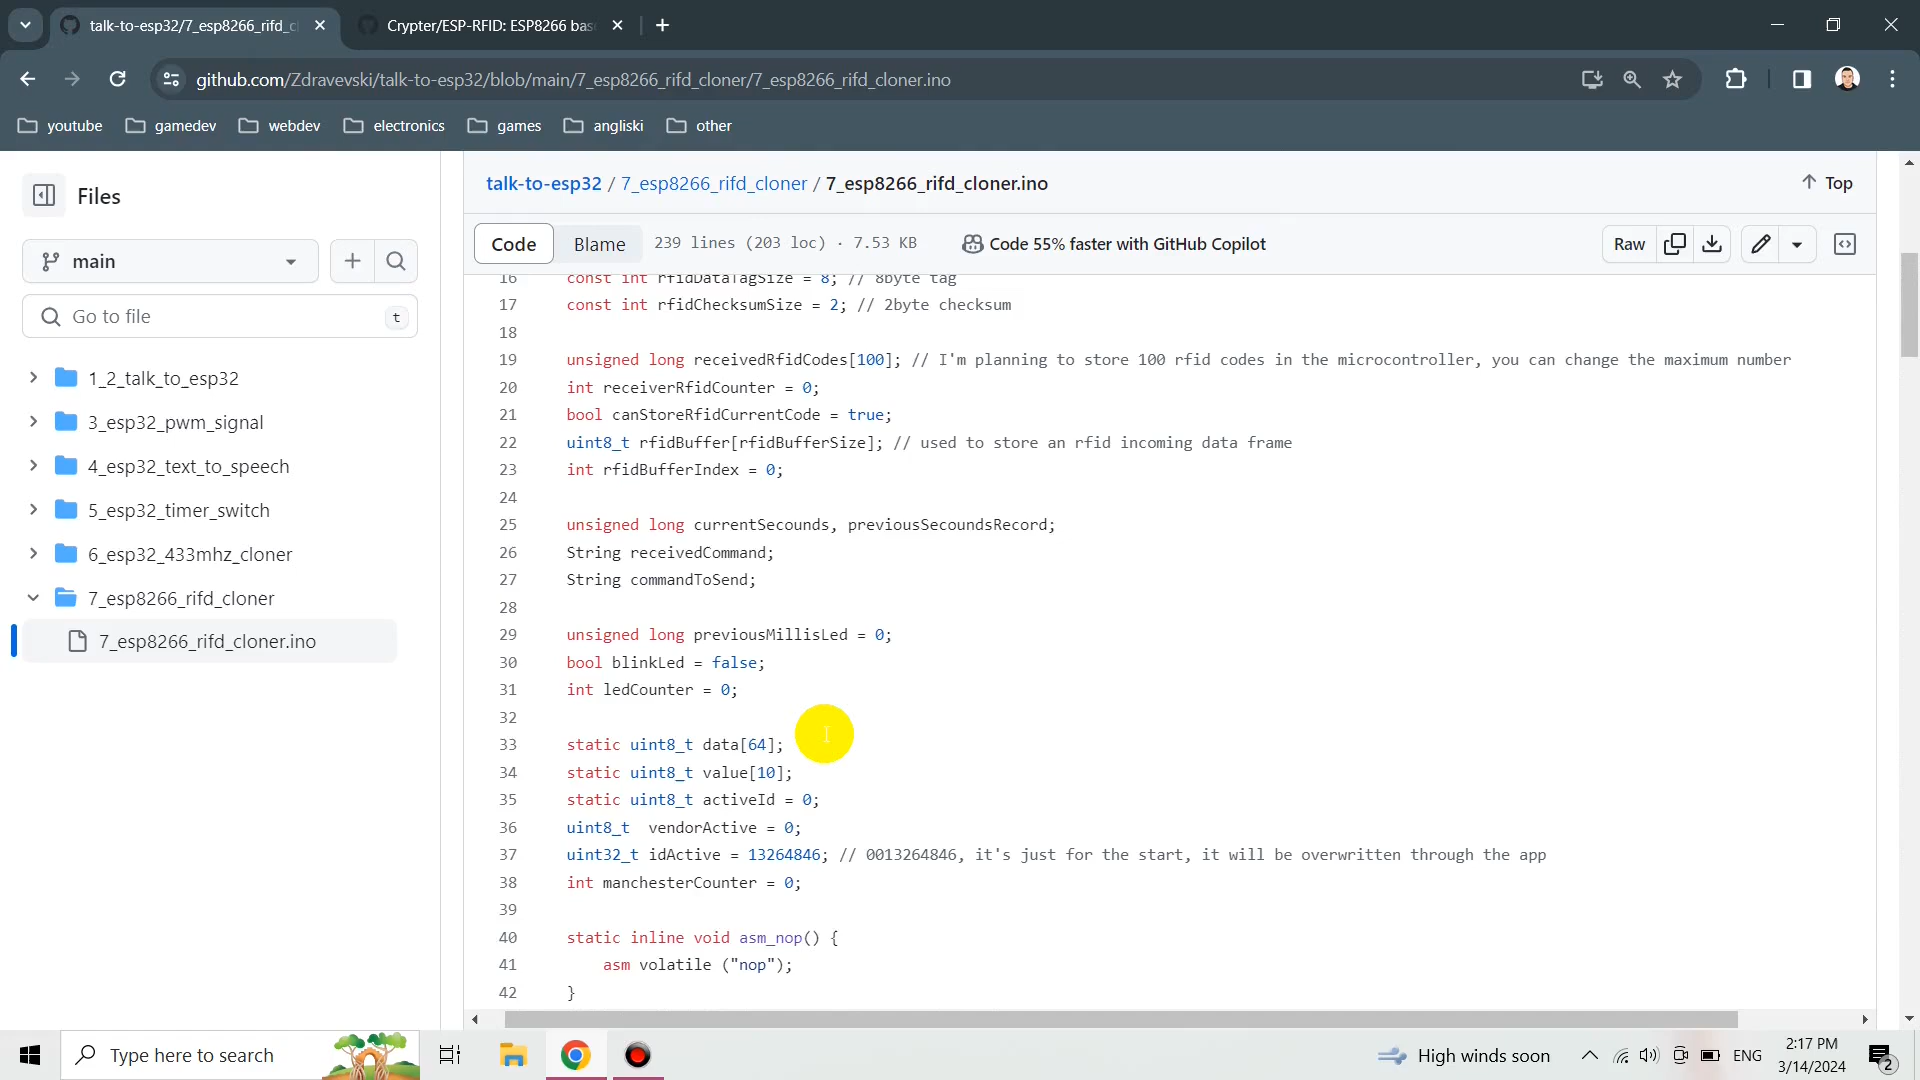 talk-to-esp32/7_esp8266_rifd_cl
Crypter/ESP-RFID: ESP8266 bas
github.com/Zdravevski/talk-to-esp32/blob/main/7_esp8266_rifd_cloner/7_esp8266_rifd_cloner.ino
youtube gamedev webdev electronics games angliski other
Files
main
Go to file t
1_2_talk_to_esp32
3_esp32_pwm_signal
4_esp32_text_to_speech
5_esp32_timer_switch
6_esp32_433mhz_cloner
7_esp8266_rifd_cloner
7_esp8266_rifd_cloner.ino
talk-to-esp32 / 7_esp8266_rifd_cloner / 7_esp8266_rifd_cloner.ino Top
Code Blame 239 lines (203 loc) · 7.53 KB Code 55% faster with GitHub Copilot Raw
16 const int rfidDataTagSize = 8; // 8byte tag
17 const int rfidChecksumSize = 2; // 2byte checksum
18
19 unsigned long receivedRfidCodes[100]; // I'm planning to store 100 rfid codes in the microcontroller, you can change the maximum number
20 int receiverRfidCounter = 0;
21 bool canStoreRfidCurrentCode = true;
22 uint8_t rfidBuffer[rfidBufferSize]; // used to store an rfid incoming data frame
23 int rfidBufferIndex = 0;
24
25 unsigned long currentSecounds, previousSecoundsRecord;
26 String receivedCommand;
27 String commandToSend;
28
29 unsigned long previousMillisLed = 0;
30 bool blinkLed = false;
31 int ledCounter = 0;
32
33 static uint8_t data[64];
34 static uint8_t value[10];
35 static uint8_t activeId = 0;
36 uint8_t  vendorActive = 0;
37 uint32_t idActive = 13264846; // 0013264846, it's just for the start, it will be overwritten through the app
38 int manchesterCounter = 0;
39
40 static inline void asm_nop() {
41 asm volatile ("nop");
42 }
Type here to search
High winds soon
ENG
2:17 PM
3/14/2024
2